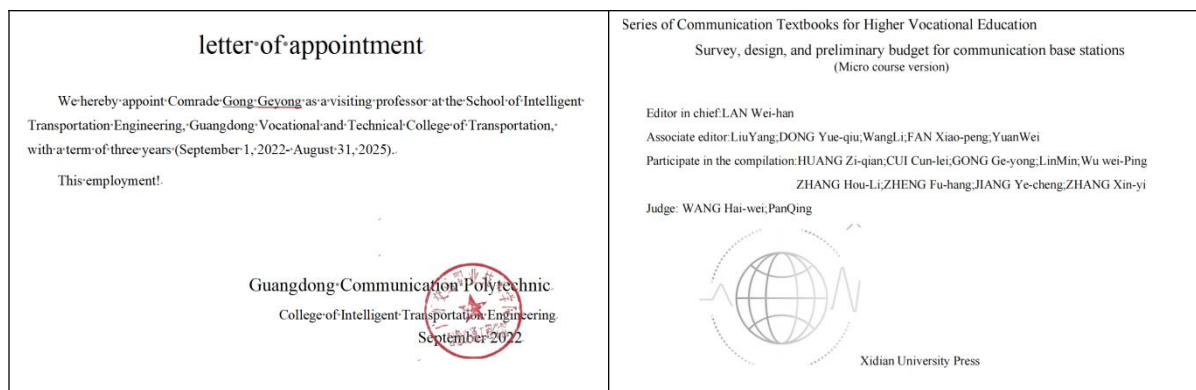 letter of appointment
We hereby appoint Comrade Gong Geyong as a visiting professor at the School of Intelligent
Transportation Engineering, Guangdong Vocational and Technical College of Transportation,
with a term of three years (September 1, 2022- August 31, 2025).
This employment!
Guangdong Communication Polytechnic
College of Intelligent Transportation Engineering
September 2022
Series of Communication Textbooks for Higher Vocational Education
Survey, design, and preliminary budget for communication base stations
(Micro course version)
Editor in chief:LAN Wei-han
Associate editor:LiuYang;DONG Yue-qiu;WangLi;FAN Xiao-peng;YuanWei
Participate in the compilation:HUANG Zi-qian;CUI Cun-lei;GONG Ge-yong;LinMin;Wu wei-Ping
ZHANG Hou-Li;ZHENG Fu-hang;JIANG Ye-cheng;ZHANG Xin-yi
Judge: WANG Hai-wei;PanQing
Xidian University Press